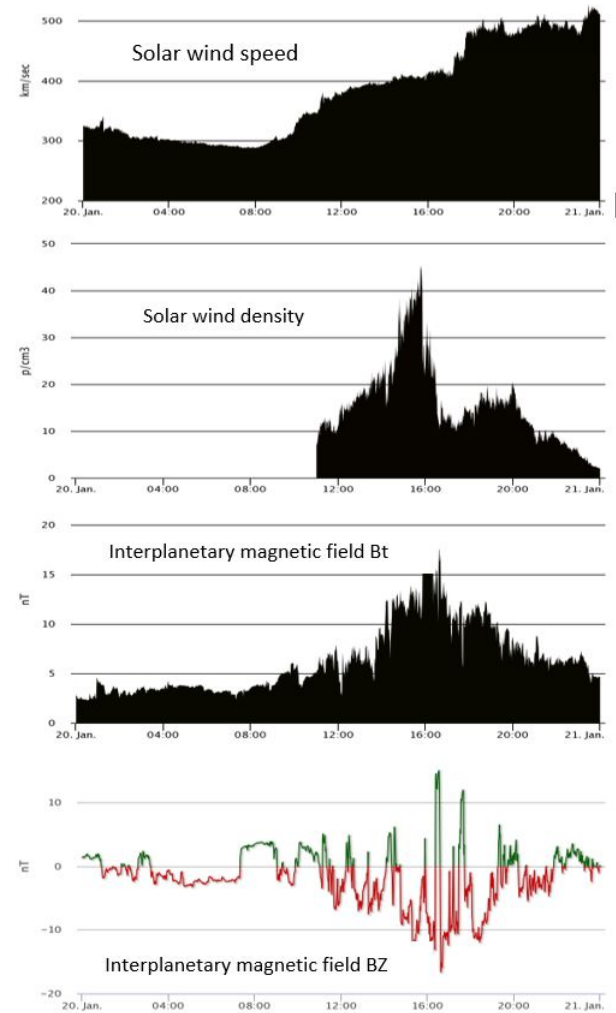 500
Solar wind speed
km/sec
400
300
200
20. Jan. 04:00 08:00 12:00 16:00 20:00 21. Jan.
50
40
Solar wind density
30
p/cm3
20
10
0
20. Jan. 04:00 08:00 12:00 16:00 20:00 21. Jan.
20
Interplanetary magnetic field Bt
15
nT
10
5
0
20. Jan. 04:00 08:00 12:00 16:00 20:00 21. Jan.
10
nT
0
-10
Interplanetary magnetic field BZ
-20
20. Jan. 04:00 08:00 12:00 16:00 20:00 21. Jan.